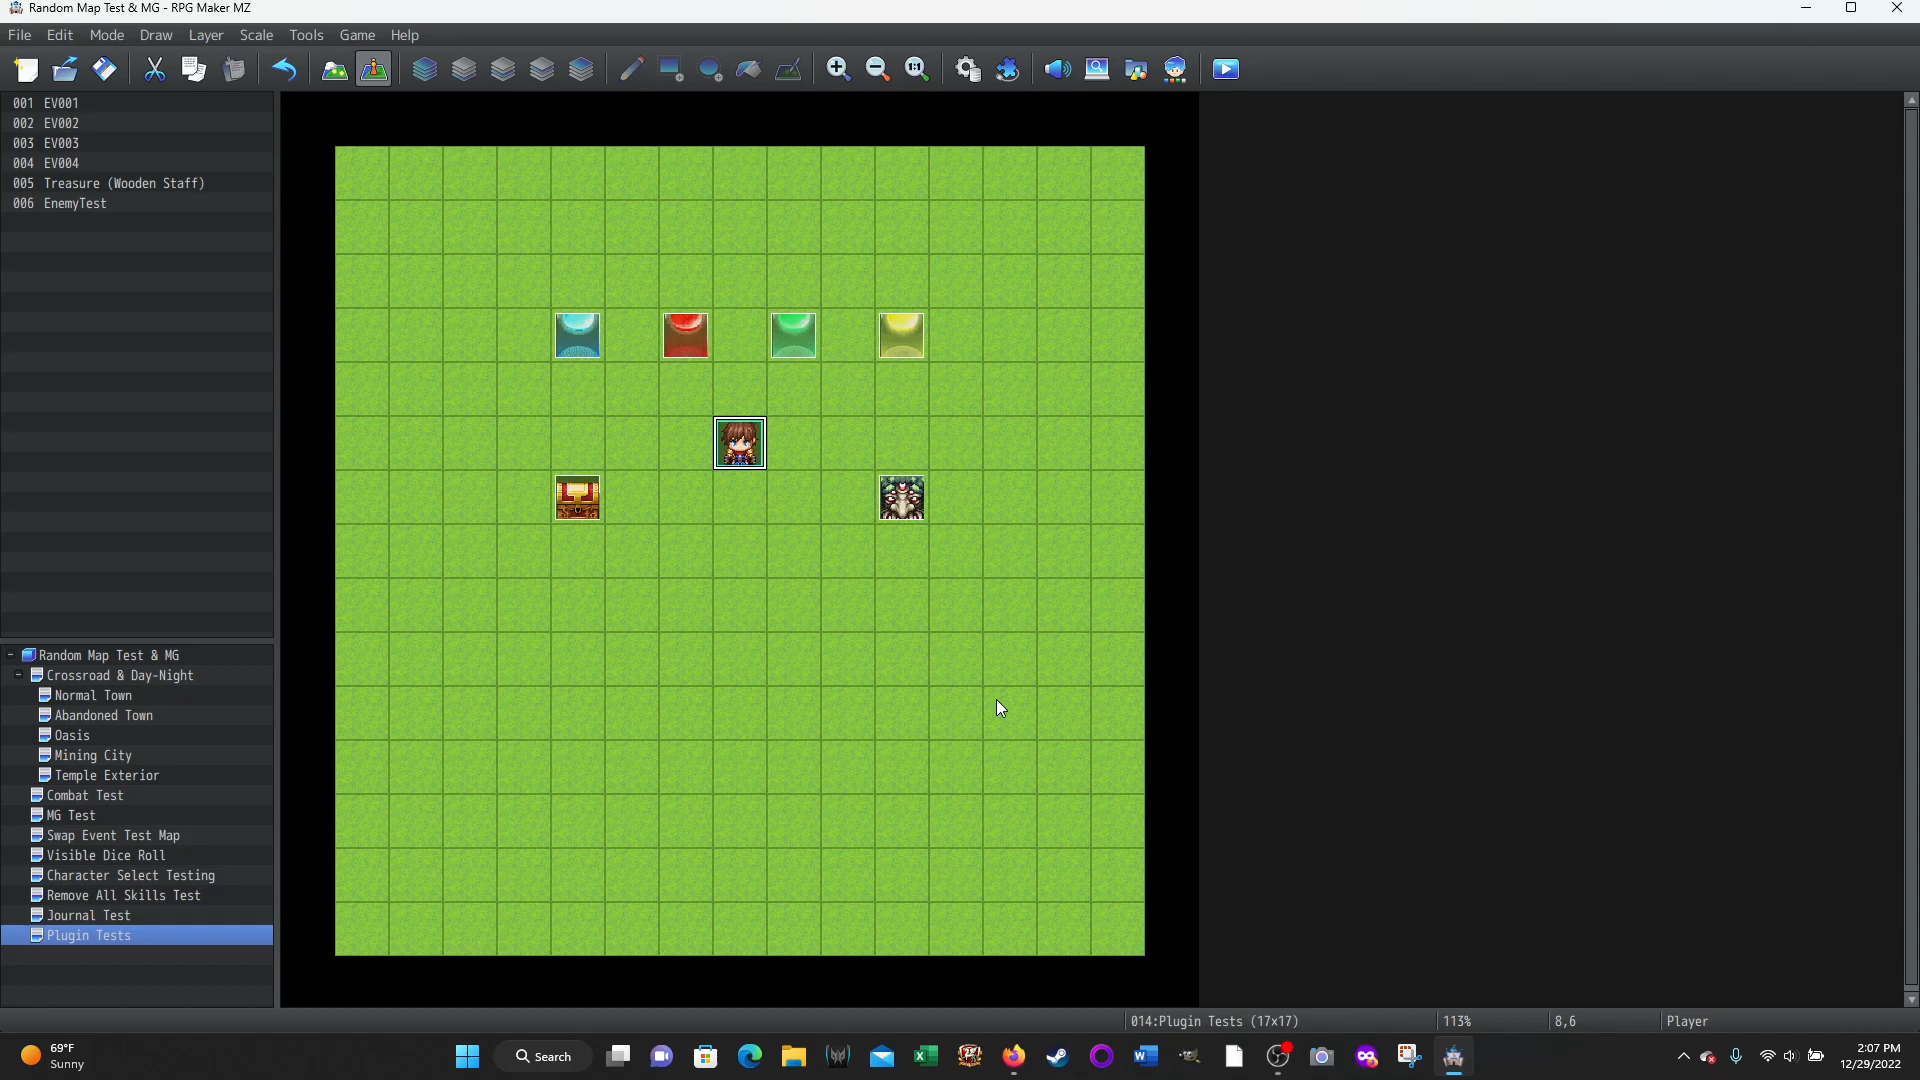 Random Map Test & MG - RPG Maker MZ
File Edit Mode Draw Layer Scale Tools Game Help
1:1
001 EV001
002 EV002
003 EV003
004 EV004
005 Treasure (Wooden Staff)
006 EnemyTest
Random Map Test & MG
Crossroad & Day-Night
Normal Town
Abandoned Town
Oasis
Mining City
Temple Exterior
Combat Test
MG Test
Swap Event Test Map
Visible Dice Roll
Character Select Testing
Remove All Skills Test
Journal Test
Plugin Tests
014:Plugin Tests (17x17) 113% 8,6 Player
69°F
Sunny
Search
2:07 PM
12/29/2022